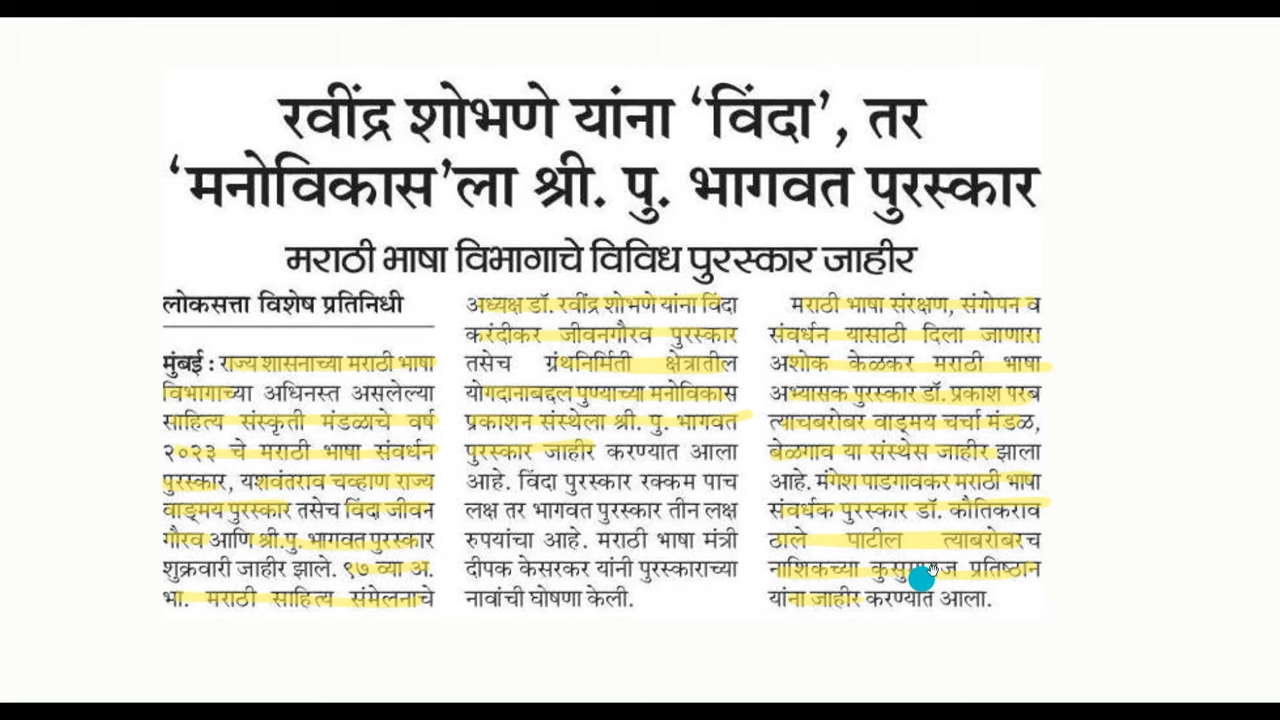 रवींद्र शोभणे यांना ‘विंदा’, तर
‘मनोविकास’ला श्री. पु. भागवत पुरस्कार
मराठी भाषा विभागाचे विविध पुरस्कार जाहीर
लोकसत्ता विशेष प्रतिनिधी
मुंबई : राज्य शासनाच्या मराठी भाषा
विभागाच्या अधिनस्त असलेल्या
साहित्य संस्कृती मंडळाचे वर्ष
२०२३ चे मराठी भाषा संवर्धन
पुरस्कार, यशवंतराव चव्हाण राज्य
वाङ्मय पुरस्कार तसेच विंदा जीवन
गौरव आणि श्री.पु. भागवत पुरस्कार
शुक्रवारी जाहीर झाले. ९७ व्या अ.
भा. मराठी साहित्य संमेलनाचे
अध्यक्ष डॉ. रवींद्र शोभणे यांना विंदा
करंदीकर जीवनगौरव पुरस्कार
तसेच ग्रंथनिर्मिती क्षेत्रातील
योगदानाबद्दल पुण्याच्या मनोविकास
प्रकाशन संस्थेला श्री. पु. भागवत
पुरस्कार जाहीर करण्यात आला
आहे. विंदा पुरस्कार रक्कम पाच
लक्ष तर भागवत पुरस्कार तीन लक्ष
रुपयांचा आहे. मराठी भाषा मंत्री
दीपक केसरकर यांनी पुरस्काराच्या
नावांची घोषणा केली.
मराठी भाषा संरक्षण, संगोपन व
संवर्धन यासाठी दिला जाणारा
अशोक केळकर मराठी भाषा
अभ्यासक पुरस्कार डॉ. प्रकाश परब
त्याचबरोबर वाङ्मय चर्चा मंडळ,
बेळगाव या संस्थेस जाहीर झाला
आहे. मंगेश पाडगावकर मराठी भाषा
संवर्धक पुरस्कार डॉ. कौतिकराव
ठाले पाटील त्याबरोबरच
नाशिकच्या प्रतिष्ठान
यांना जाहीर करण्यात आला.